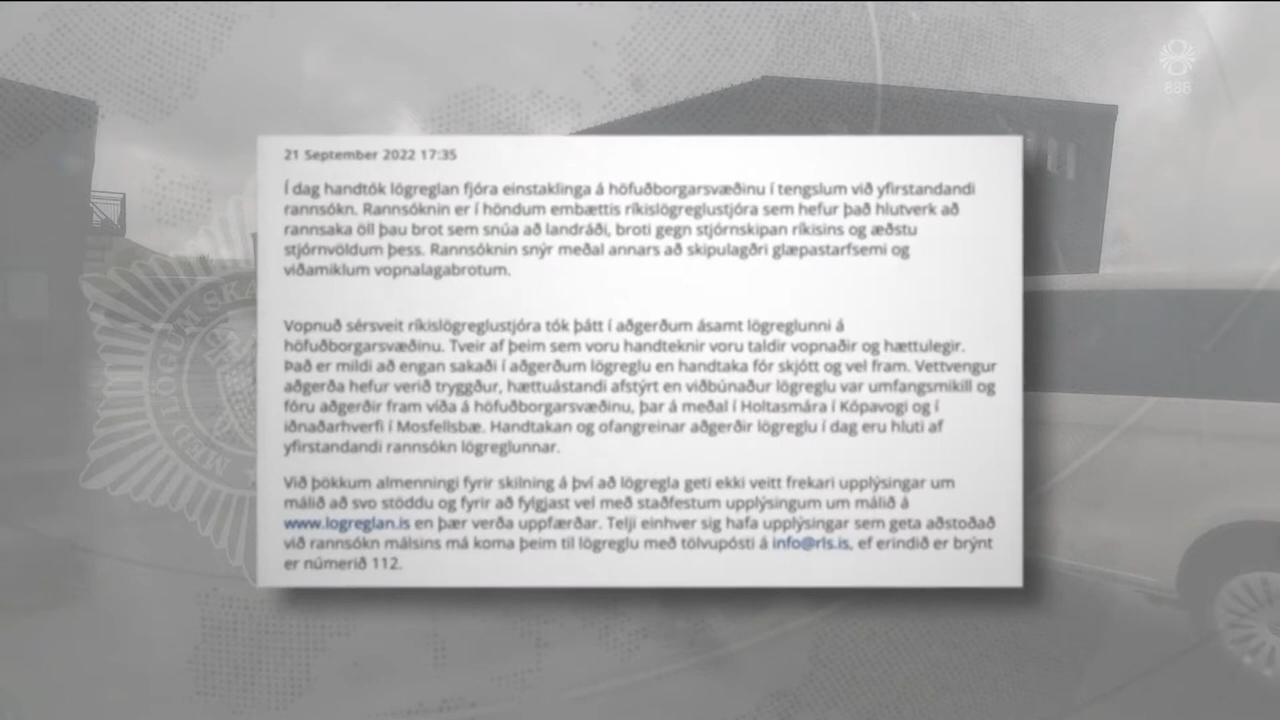 888
21 September 2022 17:35
Í dag handtók lögreglan fjóra einstaklinga á höfuðborgarsvæðinu í tengslum við yfirstandandi
rannsókn. Rannsóknin er í höndum embættis ríkislögreglustjóra sem hefur það hlutverk að
rannsaka öll þau brot sem snúa að landráði, broti gegn stjórnskipan ríkisins og æðstu
stjórnvöldum þess. Rannsóknin snýr meðal annars að skipulagðri glæpastarfsemi og
viðamiklum vopnalagabrotum.
Vopnuð sérsveit ríkislögreglustjóra tók þátt í aðgerðum ásamt lögreglunni á
höfuðborgarsvæðinu. Tveir af þeim sem voru handteknir voru taldir vopnaðir og hættulegir.
Það er mildi að engan sakaði í aðgerðum lögreglu en handtaka fór skjótt og vel fram. Vettvengur
aðgerða hefur verið tryggður, hættuástandi afstýrt en viðbúnaður lögreglu var umfangsmikill og
fóru aðgerðir fram víða á höfuðborgarsvæðinu, þar á meðal í Holtasmára í Kópavogi og í
iðnaðarhverfi í Mosfellsbæ. Handtakan og ofangreinar aðgerðir lögreglu í dag eru hluti af
yfirstandandi rannsókn lögreglunnar.
Við þökkum almenningi fyrir skilning á því að lögregla geti ekki veitt frekari upplýsingar um
málið að svo stöddu og fyrir að fylgjast vel með staðfestum upplýsingum um málið á
www.logreglan.is en þær verða uppfærðar. Telji einhver sig hafa upplýsingar sem geta aðstoðað
við rannsókn málsins má koma þeim til lögreglu með tölvupósti á info@rls.is, ef erindið er brýnt
er númerið 112.
MEÐ LÖGUM SKA